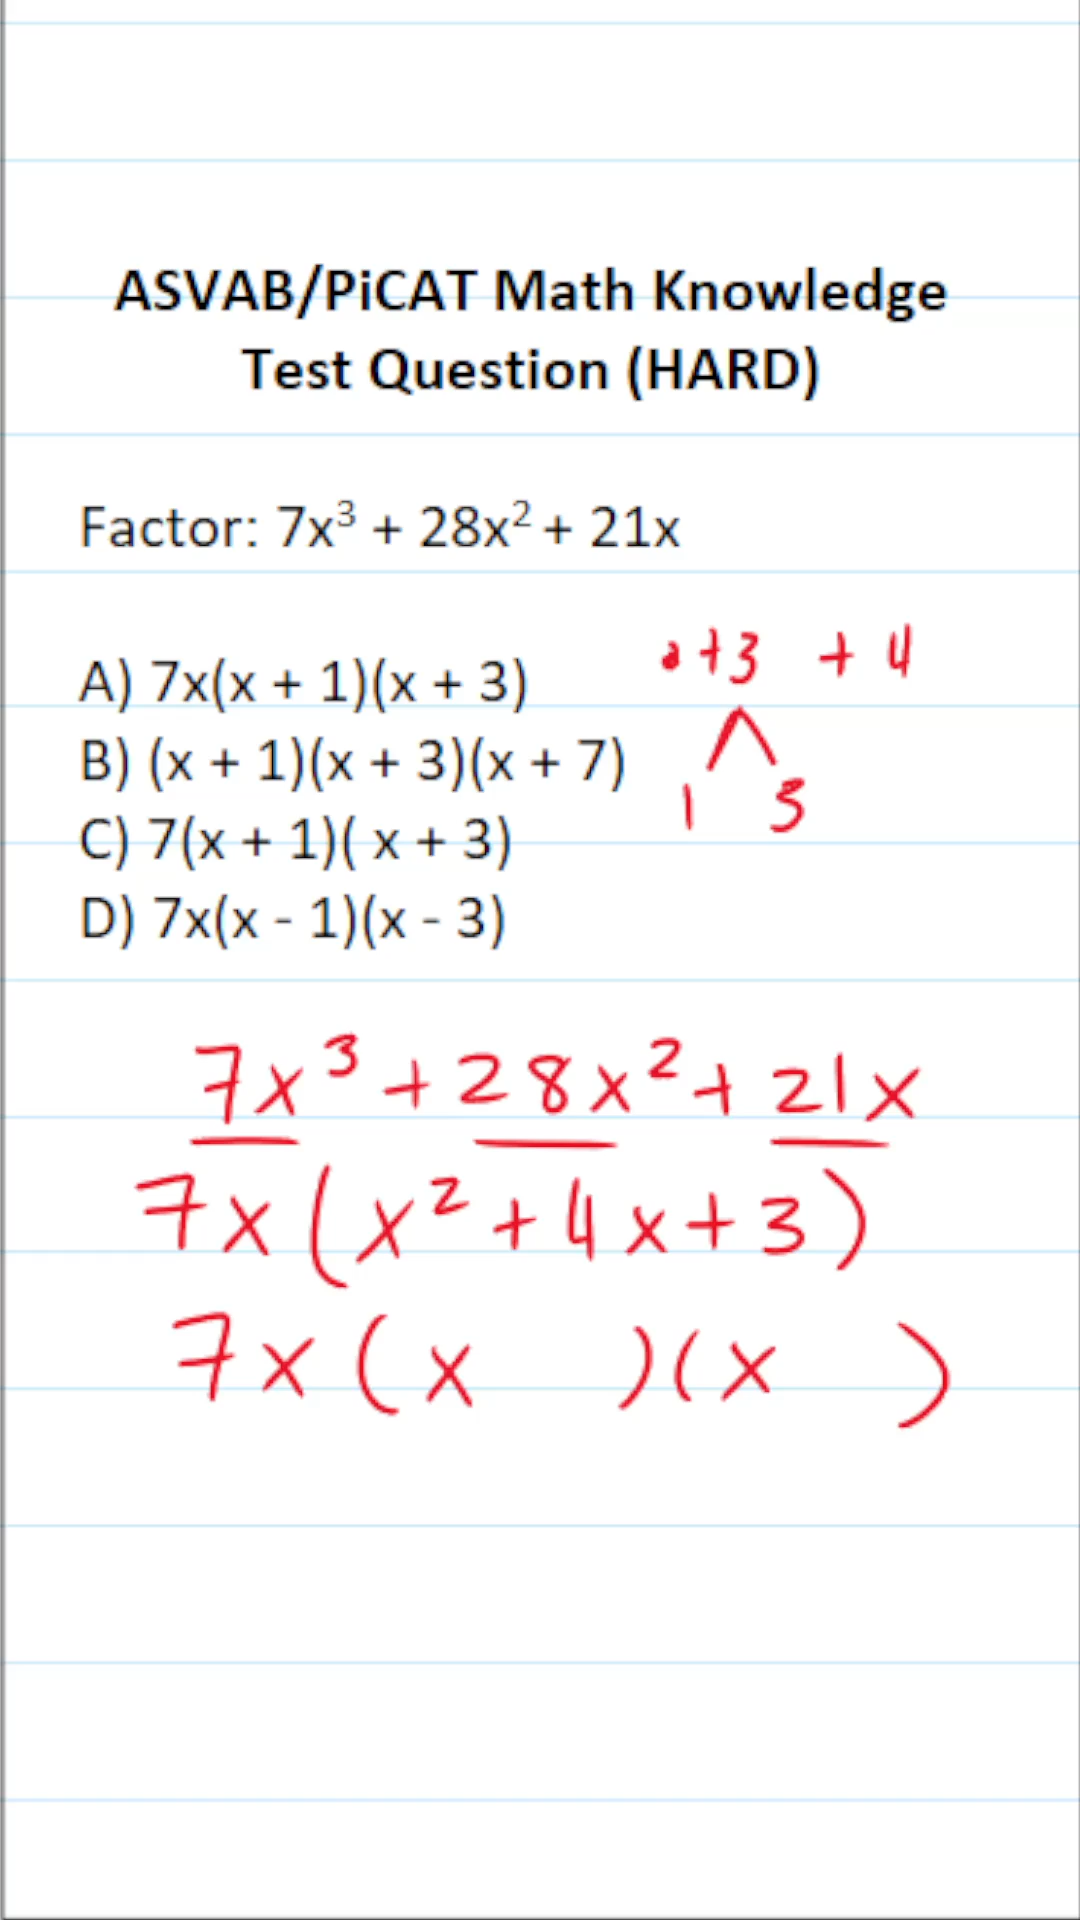 ASVAB/PiCAT Math Knowledge
Test Question (HARD)
Factor: 7x³ + 28x² + 21x
A) 7x(x + 1)(x + 3)
B) (x + 1)(x + 3)(x + 7)
C) 7(x + 1)( x + 3)
D) 7x(x - 1)(x - 3)
• +3 + 4
1 3
7x³ + 28x² + 21x
7x(x² + 4x + 3)
7x(x )(x )